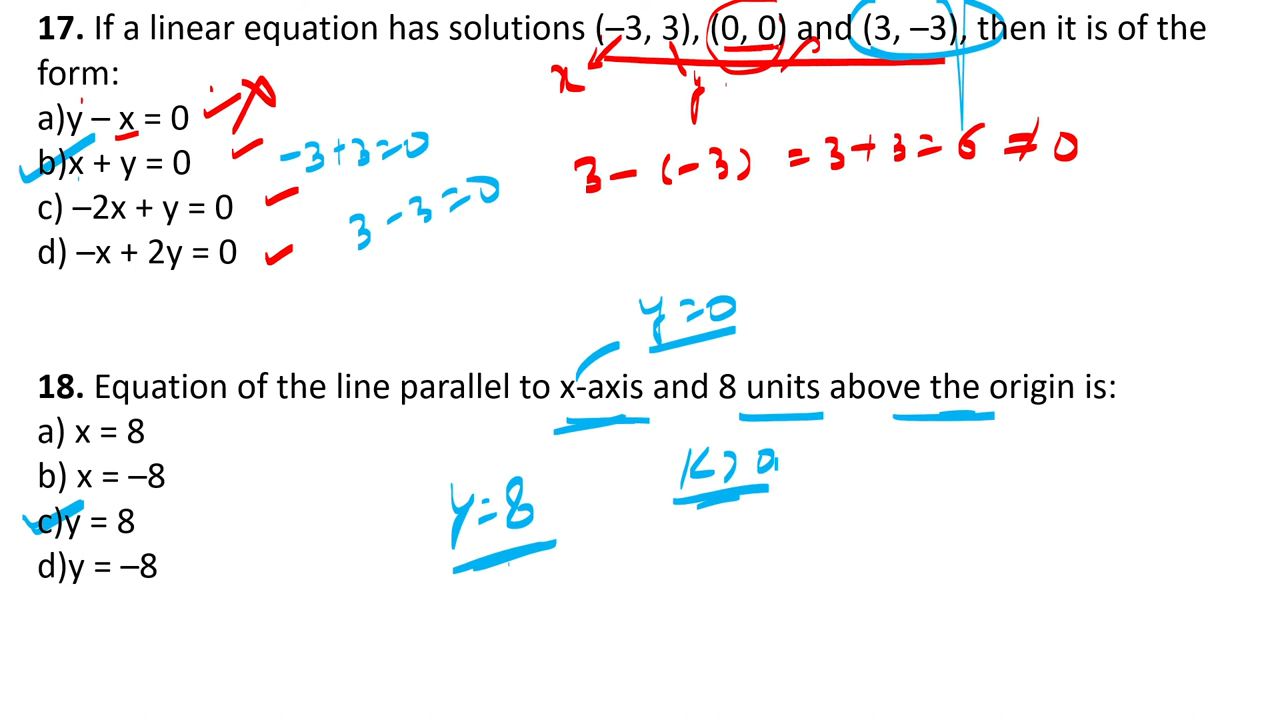 17. If a linear equation has solutions (–3, 3), (0, 0) and (3, –3), then it is of the
form:
x
y
a)y – x = 0
3 - (-3) = 3 + 3 = 6 ≠ 0
b)x + y = 0
-3+3=0
c) –2x + y = 0
3-3=0
d) –x + 2y = 0
y=0
18. Equation of the line parallel to x-axis and 8 units above the origin is:
a) x = 8
b) x = –8
K>0
c)y = 8
y=8
d)y = –8